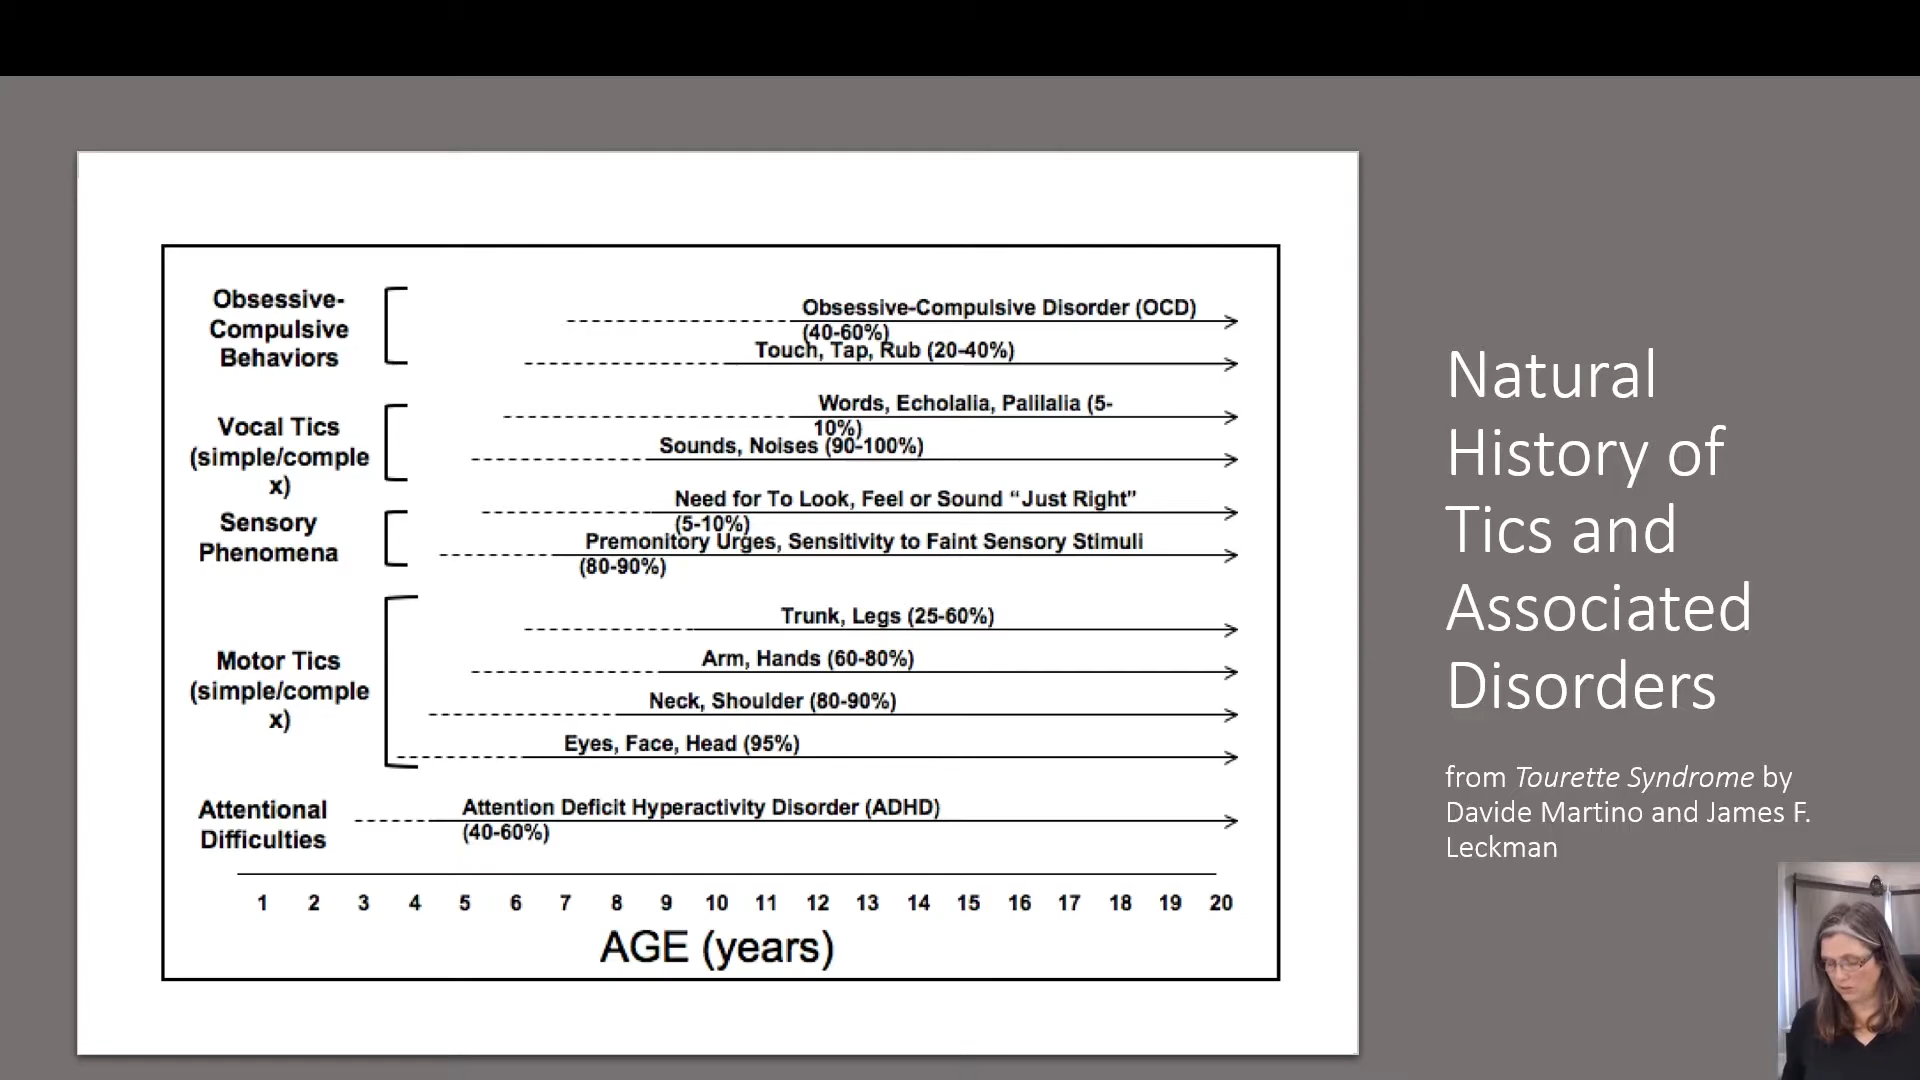 Obsessive-
Compulsive
Behaviors
Obsessive-Compulsive Disorder (OCD)
(40-60%)
Touch, Tap, Rub (20-40%)
Vocal Tics
(simple/comple
x)
Words, Echolalia, Palilalia (5-
10%)
Sounds, Noises (90-100%)
Sensory
Phenomena
Need for To Look, Feel or Sound “Just Right”
(5-10%)
Premonitory Urges, Sensitivity to Faint Sensory Stimuli
(80-90%)
Motor Tics
(simple/comple
x)
Trunk, Legs (25-60%)
Arm, Hands (60-80%)
Neck, Shoulder (80-90%)
Eyes, Face, Head (95%)
Attentional
Difficulties
Attention Deficit Hyperactivity Disorder (ADHD)
(40-60%)
1 2 3 4 5 6 7 8 9 10 11 12 13 14 15 16 17 18 19 20
AGE (years)
Natural
History of
Tics and
Associated
Disorders
from Tourette Syndrome by
Davide Martino and James F.
Leckman